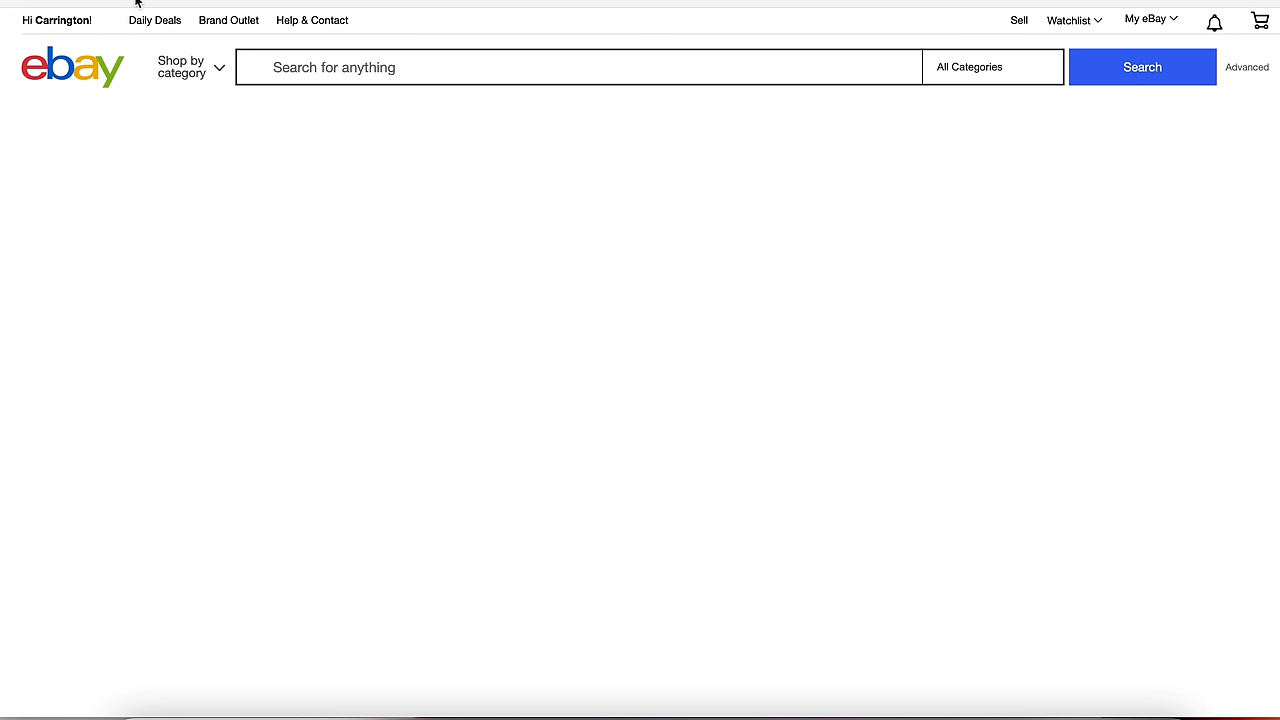 Hi Carrington! Daily Deals Brand Outlet Help & Contact Sell Watchlist My eBay
ebay Shop by category Search for anything All Categories Search Advanced